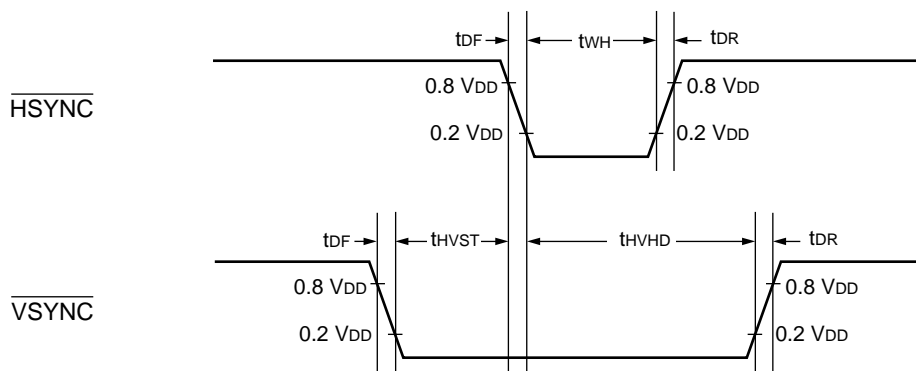 tDF tWH tDR
HSYNC
0.8 VDD 0.8 VDD
0.2 VDD 0.2 VDD
tDF tHVST tHVHD tDR
VSYNC
0.8 VDD 0.8 VDD
0.2 VDD 0.2 VDD